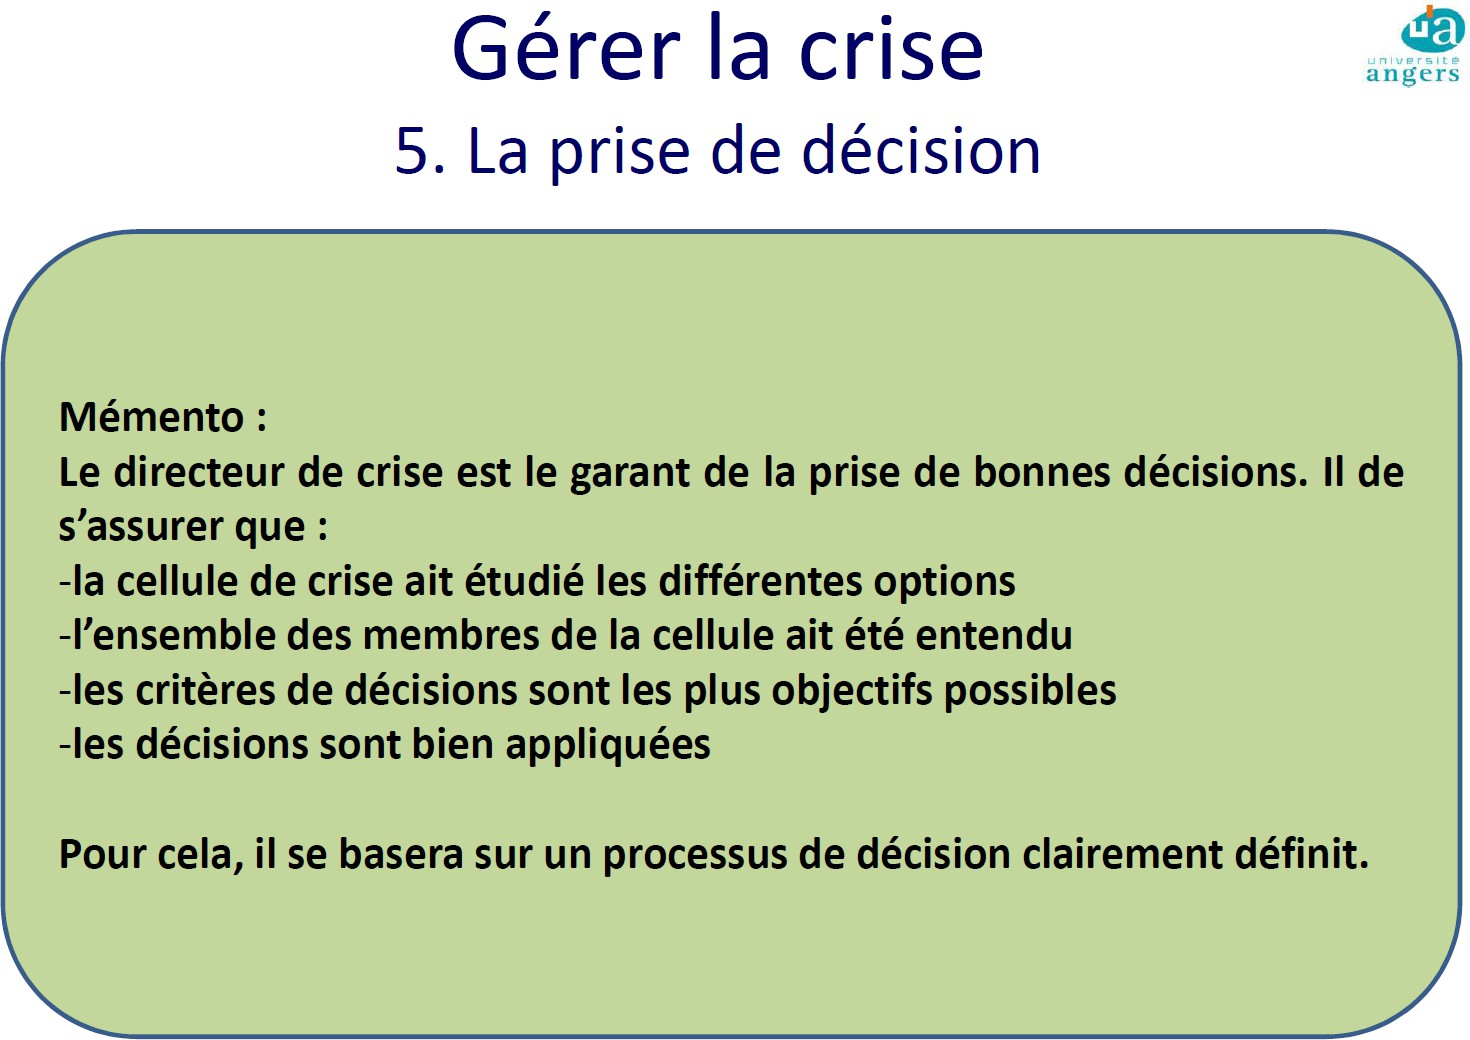 Gérer la crise
ua
université
angers
5. La prise de décision
Mémento :
Le directeur de crise est le garant de la prise de bonnes décisions. Il de
s’assurer que :
-la cellule de crise ait étudié les différentes options
-l’ensemble des membres de la cellule ait été entendu
-les critères de décisions sont les plus objectifs possibles
-les décisions sont bien appliquées
Pour cela, il se basera sur un processus de décision clairement définit.